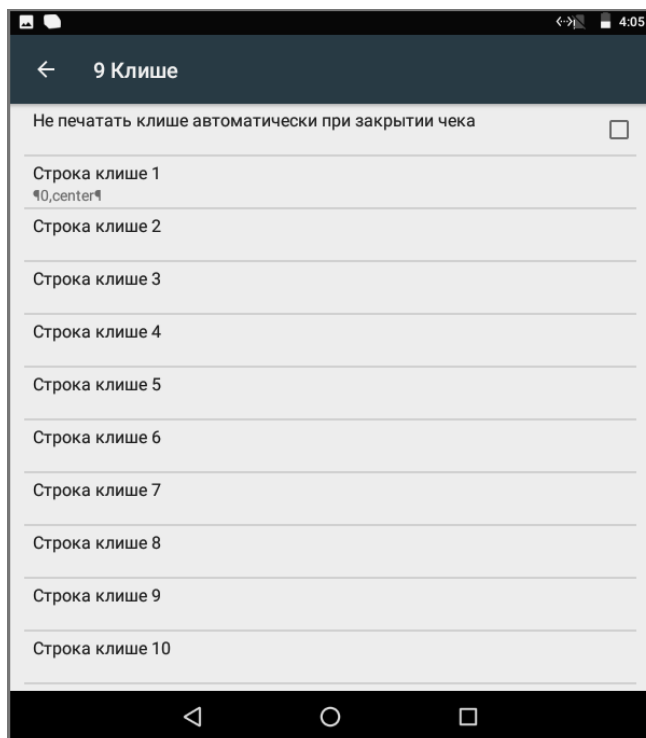 4:05
9 Клише
Не печатать клише автоматически при закрытии чека
Строка клише 1
¶0,center¶
Строка клише 2
Строка клише 3
Строка клише 4
Строка клише 5
Строка клише 6
Строка клише 7
Строка клише 8
Строка клише 9
Строка клише 10